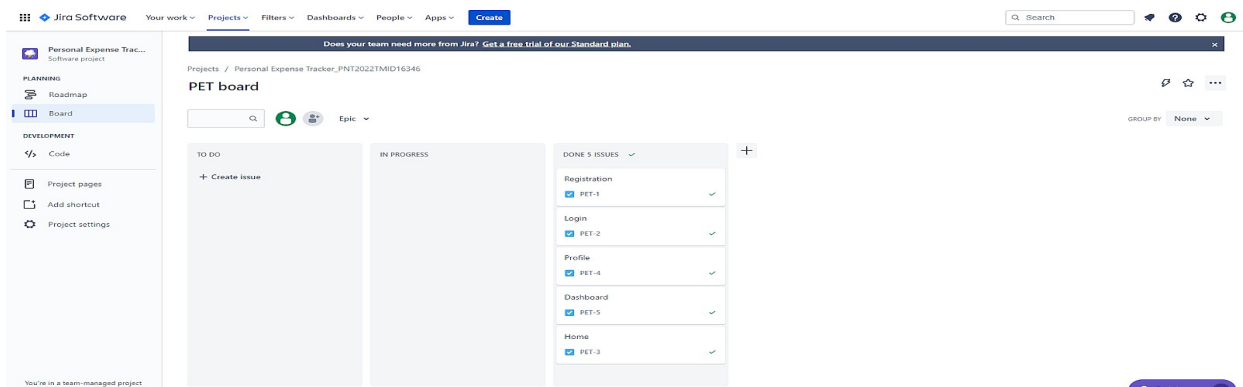 Jira Software Your work Projects Filters Dashboards People Apps Create Search
Personal Expense Trac...
Software project
PLANNING
Roadmap
Board
DEVELOPMENT
Code
Project pages
Add shortcut
Project settings
You're in a team-managed project
Does your team need more from Jira? Get a free trial of our Standard plan.
Projects / Personal Expense Tracker_PNT2022TMID16346
PET board
Epic GROUP BY None
TO DO
+ Create issue
IN PROGRESS
DONE 5 ISSUES
Registration
PET-1
Login
PET-2
Profile
PET-4
Dashboard
PET-5
Home
PET-3